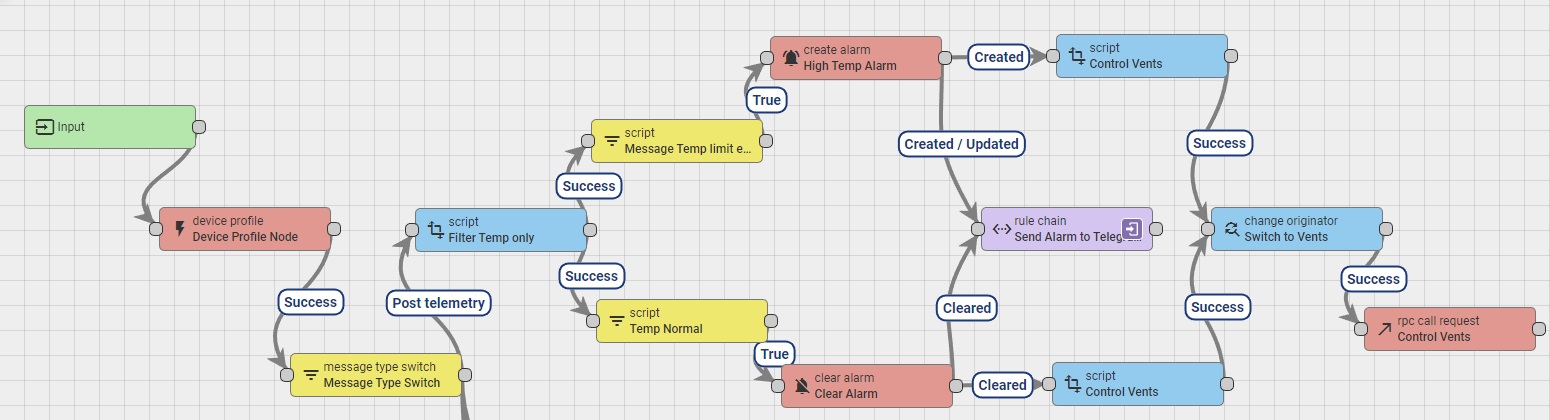 Input
device profile
Device Profile Node
Success
message type switch
Message Type Switch
Post telemetry
script
Filter Temp only
Success
script
Message Temp limit e...
True
create alarm
High Temp Alarm
Created
script
Control Vents
Created / Updated
Success
Success
script
Temp Normal
True
clear alarm
Clear Alarm
Cleared
rule chain
Send Alarm to Teleg...
Cleared
script
Control Vents
Success
change originator
Switch to Vents
Success
rpc call request
Control Vents